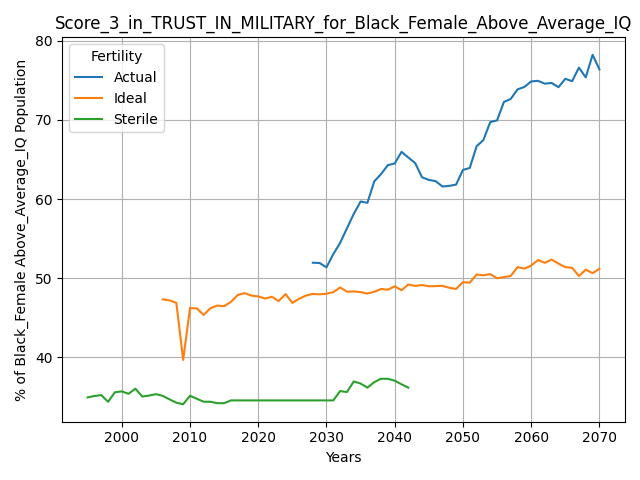 Score_3_in_TRUST_IN_MILITARY_for_Black_Female_Above_Average_IQ
% of Black_Female Above_Average_IQ Population
80
70
60
50
40
Fertility
Actual
Ideal
Sterile
2000 2010 2020 2030 2040 2050 2060 2070
Years